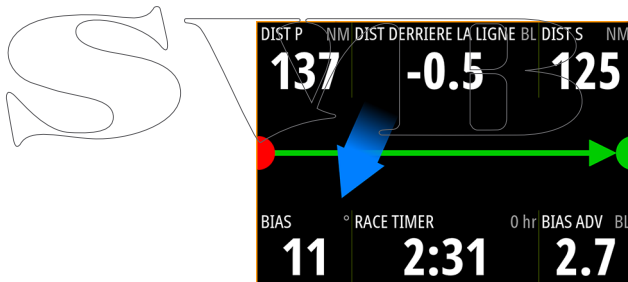 SVB
DIST P NM DIST DERRIERE LA LIGNE BL DIST S NM
137 -0.5 125
BIAS ° RACE TIMER 0 hr BIAS ADV BL
11 2:31 2.7